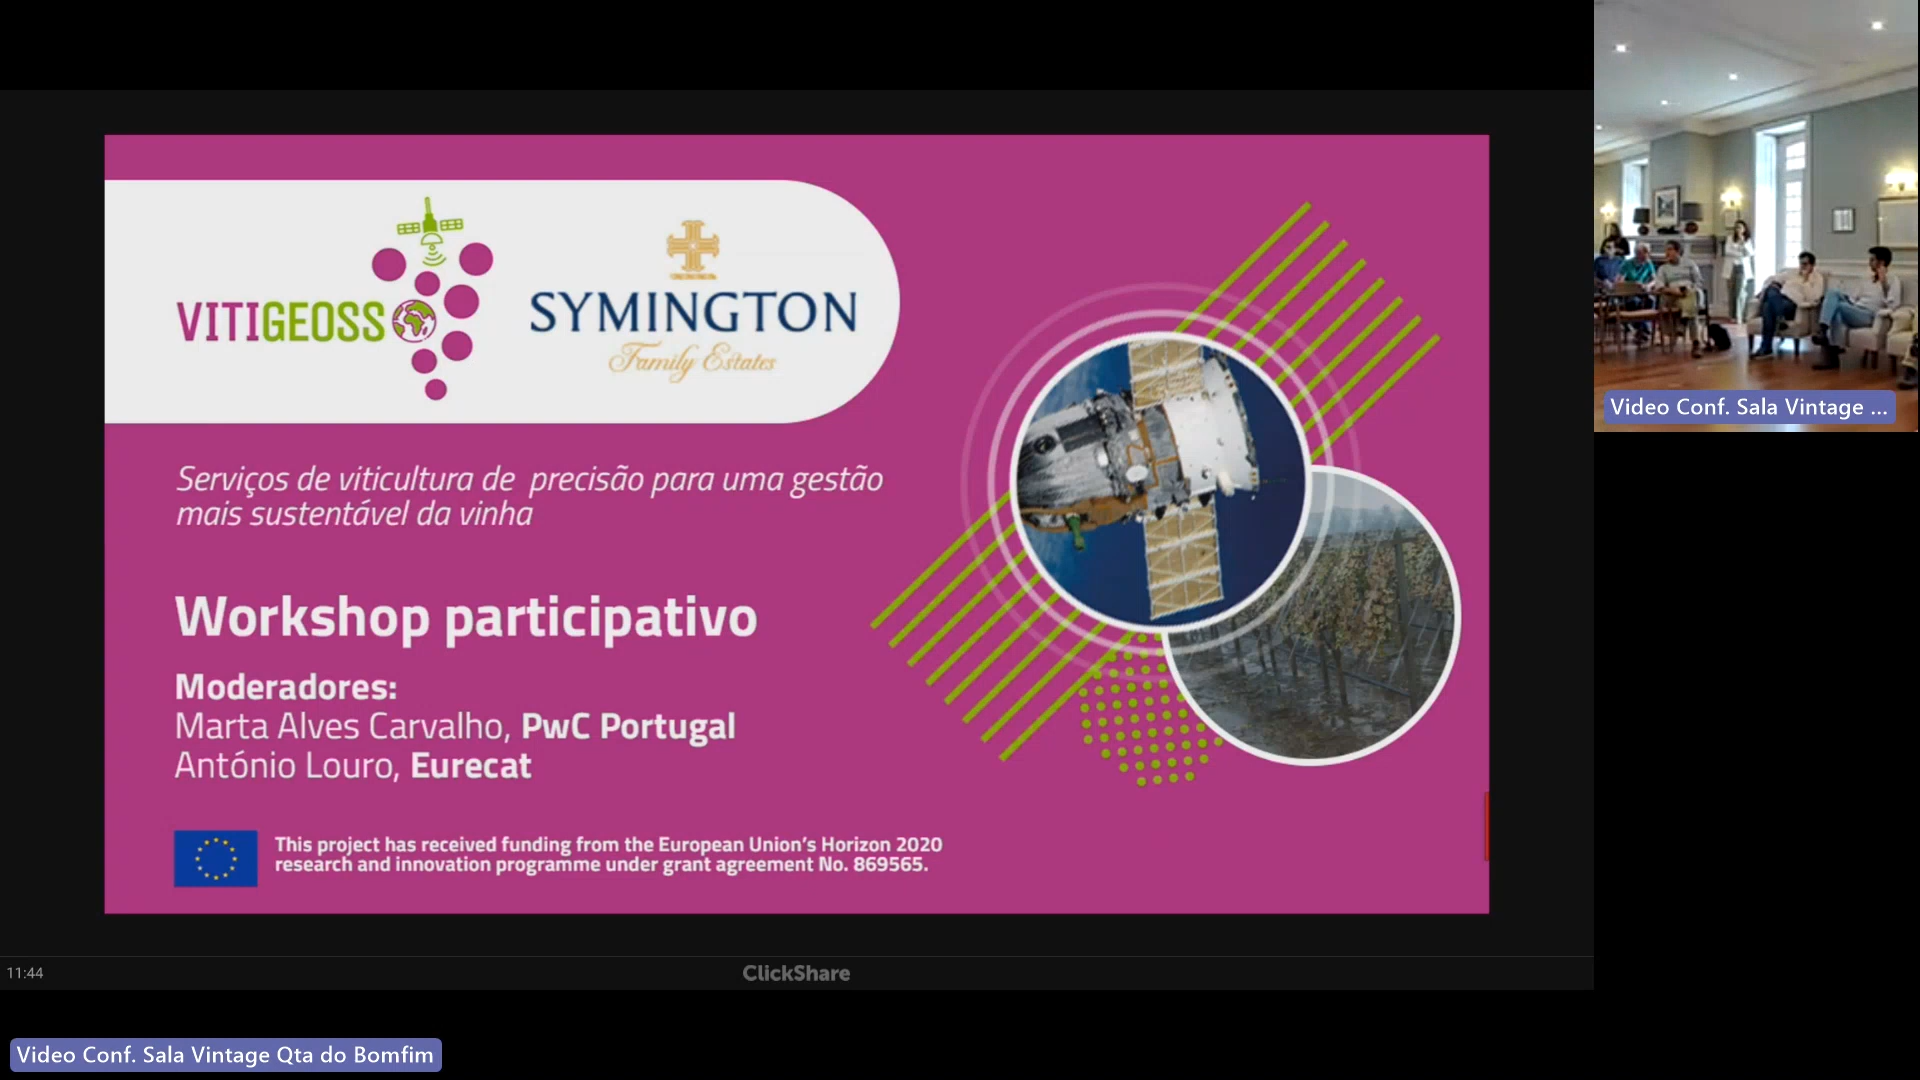 VITIGEOSS
SYMINGTON
Family Estates
Serviços de viticultura de precisão para uma gestão
mais sustentável da vinha
Workshop participativo
Moderadores:
Marta Alves Carvalho, PwC Portugal
António Louro, Eurecat
This project has received funding from the European Union's Horizon 2020
research and innovation programme under grant agreement No. 869565.
11:44
ClickShare
Video Conf. Sala Vintage Qta do Bomfim
Video Conf. Sala Vintage ...